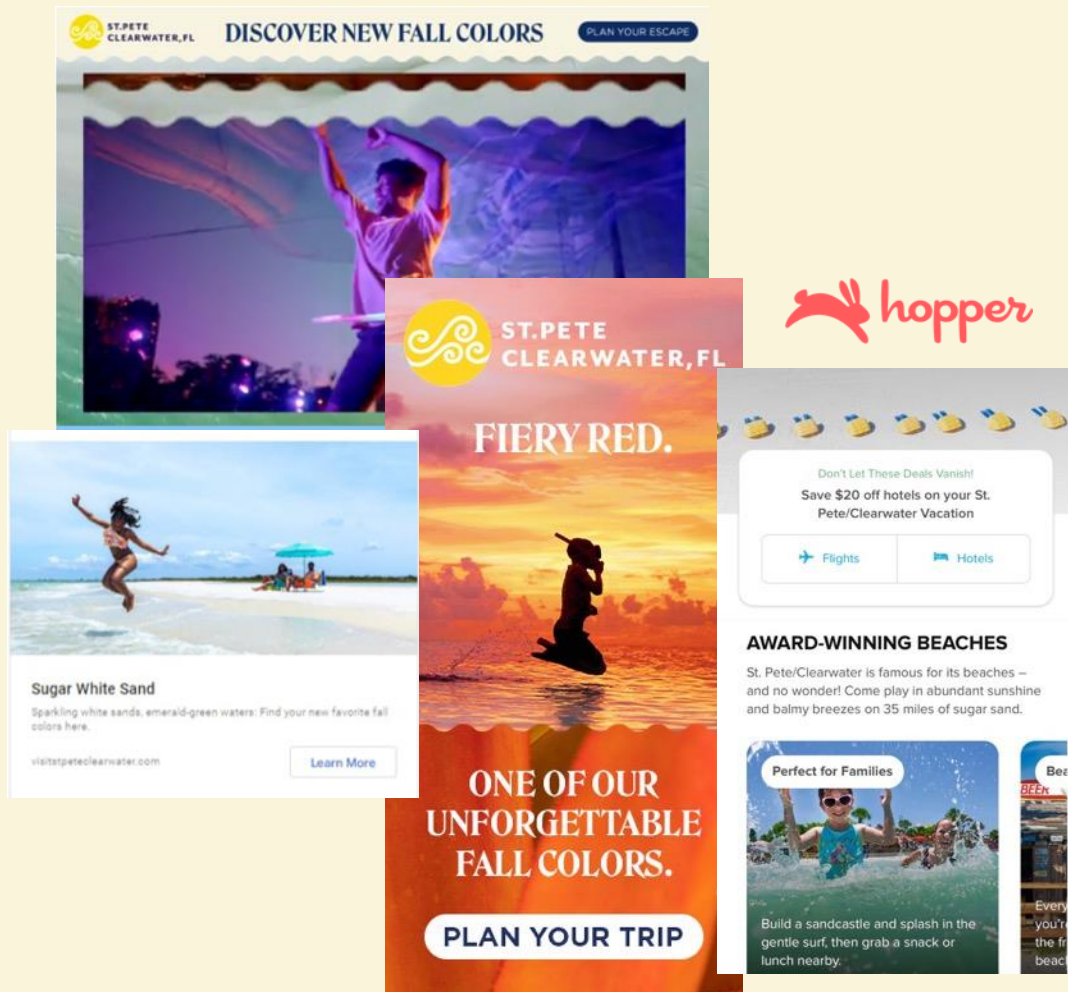 ST.PETE
CLEARWATER,FL
DISCOVER NEW FALL COLORS
PLAN YOUR ESCAPE
ST.PETE
CLEARWATER,FL
FIERY RED.
ONE OF OUR
UNFORGETTABLE
FALL COLORS.
PLAN YOUR TRIP
Sugar White Sand
Sparkling white sands, emerald-green waters: Find your new favorite fall
colors here.
visitstpeteclearwater.com
Learn More
hopper
Don't Let These Deals Vanish!
Save $20 off hotels on your St.
Pete/Clearwater Vacation
Flights
Hotels
AWARD-WINNING BEACHES
St. Pete/Clearwater is famous for its beaches –
and no wonder! Come play in abundant sunshine
and balmy breezes on 35 miles of sugar sand.
Perfect for Families
Build a sandcastle and splash in the
gentle surf, then grab a snack or
lunch nearby.
BEER